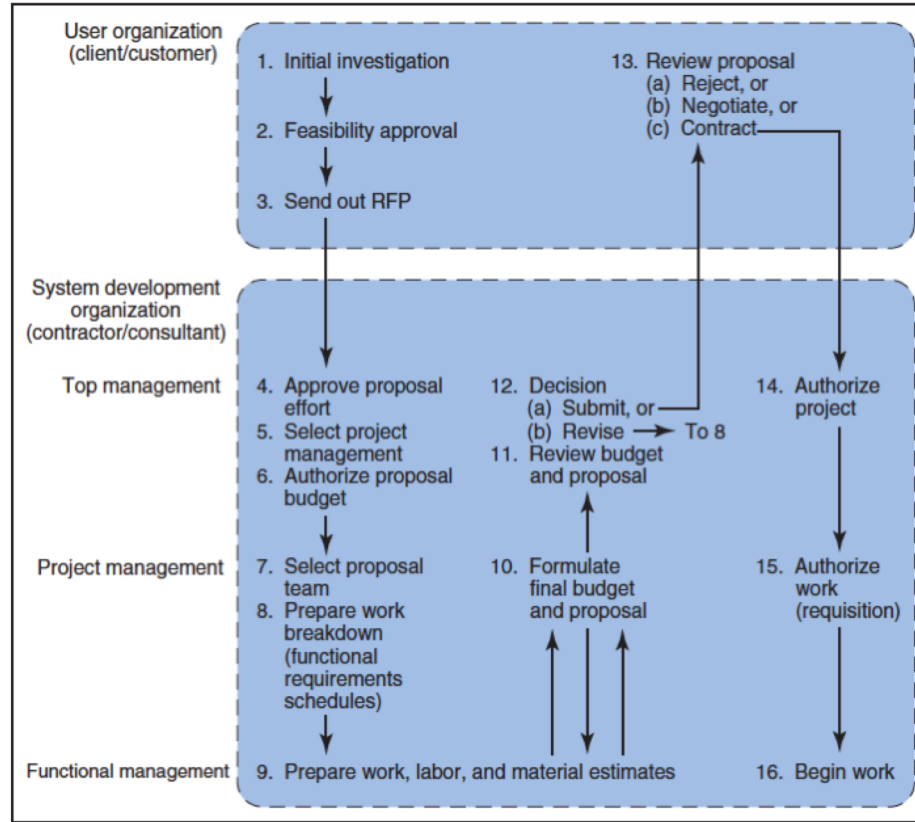 User organization
(client/customer)
1. Initial investigation
2. Feasibility approval
3. Send out RFP
13. Review proposal
(a) Reject, or
(b) Negotiate, or
(c) Contract
System development
organization
(contractor/consultant)
Top management
4. Approve proposal
effort
5. Select project
management
6. Authorize proposal
budget
12. Decision
(a) Submit, or
(b) Revise
To 8
11. Review budget
and proposal
14. Authorize
project
Project management
7. Select proposal
team
8. Prepare work
breakdown
(functional
requirements
schedules)
10. Formulate
final budget
and proposal
15. Authorize
work
(requisition)
Functional management
9. Prepare work, labor, and material estimates
16. Begin work